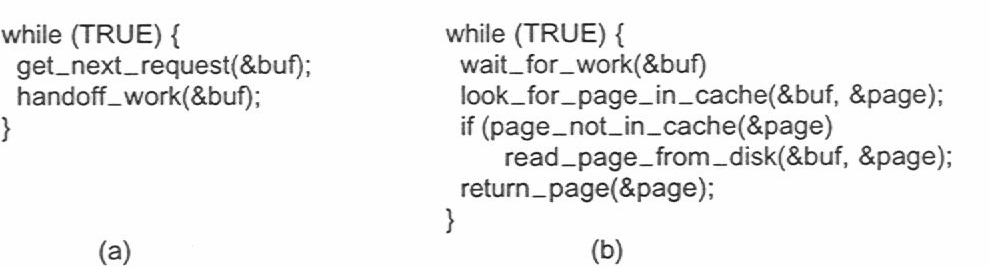 while (TRUE) {
get_next_request(&buf);
handoff_work(&buf);
}
(a)
while (TRUE) {
wait_for_work(&buf)
look_for_page_in_cache(&buf, &page);
if (page_not_in_cache(&page)
read_page_from_disk(&buf, &page);
return_page(&page);
}
(b)